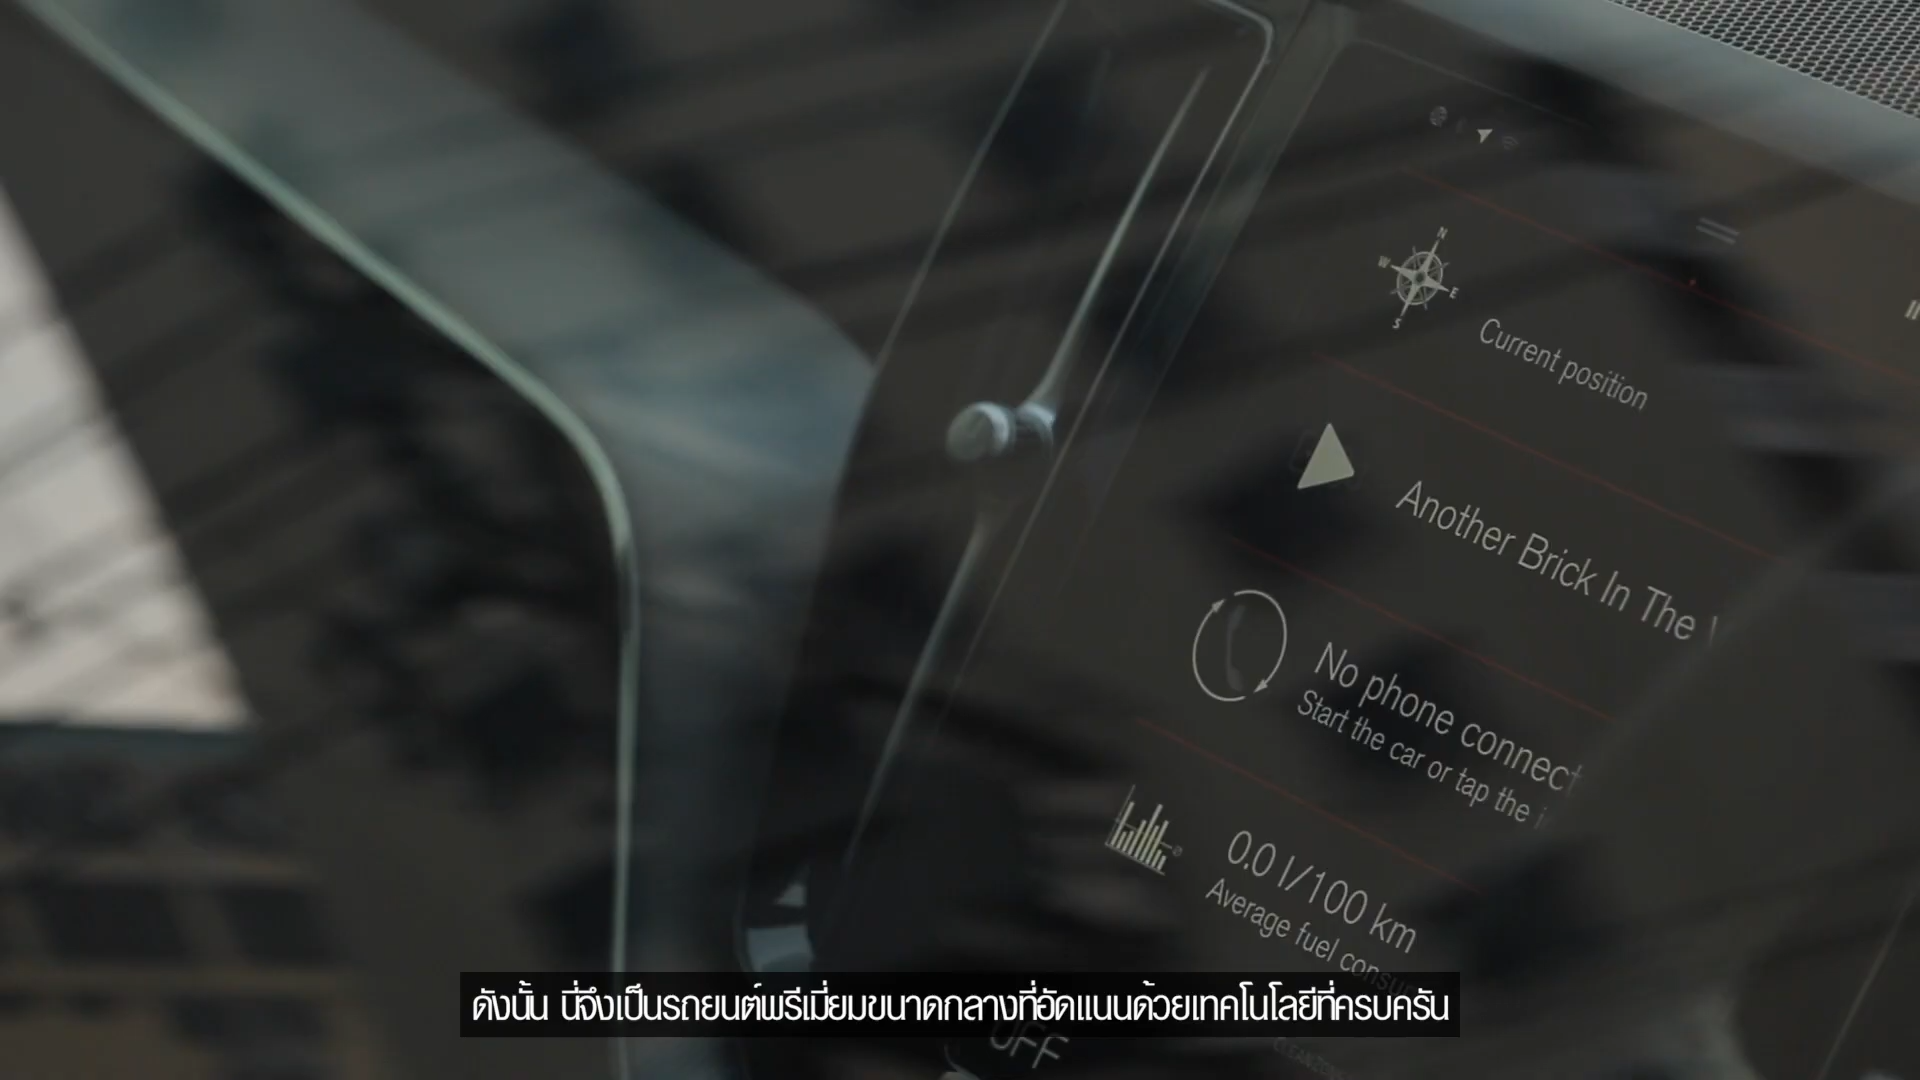 N
W
E
S
Current position
Another Brick In The
No phone connect
Start the car or tap the
0.0 l/100 km
Average fuel consu
ดังนั้น นี่จึงเป็นรถยนต์พรีเมี่ยมขนาดกลางที่อัดแน่นด้วยเทคโนโลยีที่ครบครัน
OFF
CLEANZONE